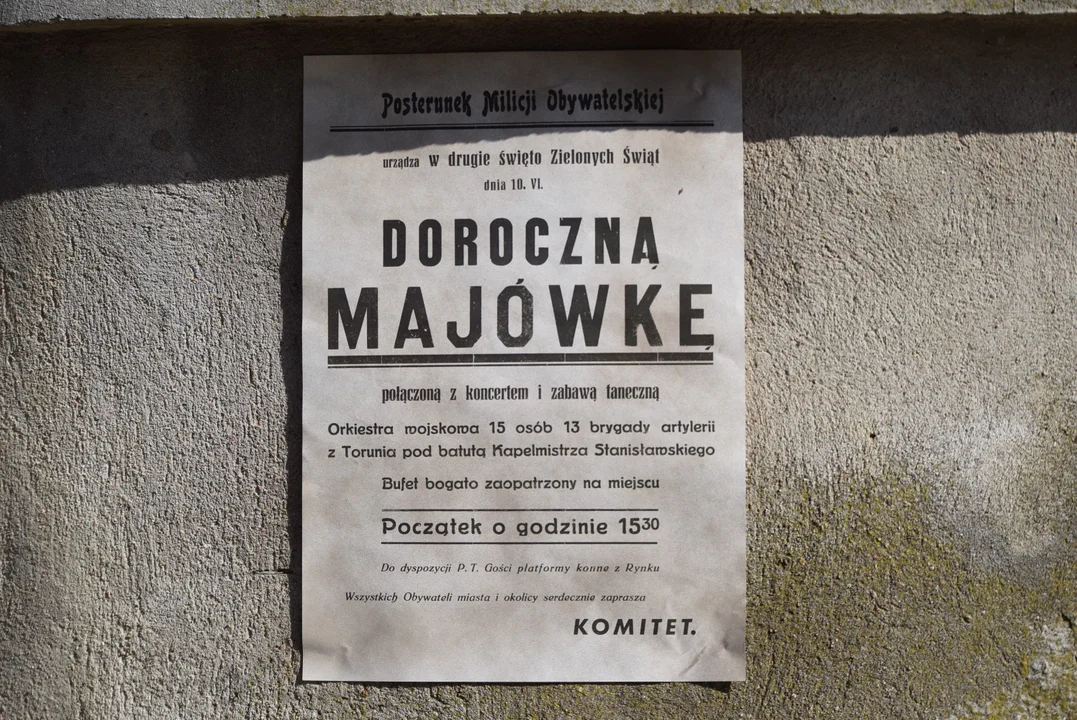 Posterunek Milicji Obywatelskiej
urządza w drugie święto Zielonych Świąt
dnia 10. VI.
DOROCZNĄ
MAJÓWKĘ
połączoną z koncertem i zabawą taneczną
Orkiestra wojskowa 15 osób 13 brygady artylerii
z Torunia pod batutą Kapelmistrza Stanisławskiego
Bufet bogato zaopatrzony na miejscu
Początek o godzinie 15³⁰
Do dyspozycji P. T. Gości platformy konne z Rynku
Wszystkich Obywateli miasta i okolicy serdecznie zaprasza
KOMITET.